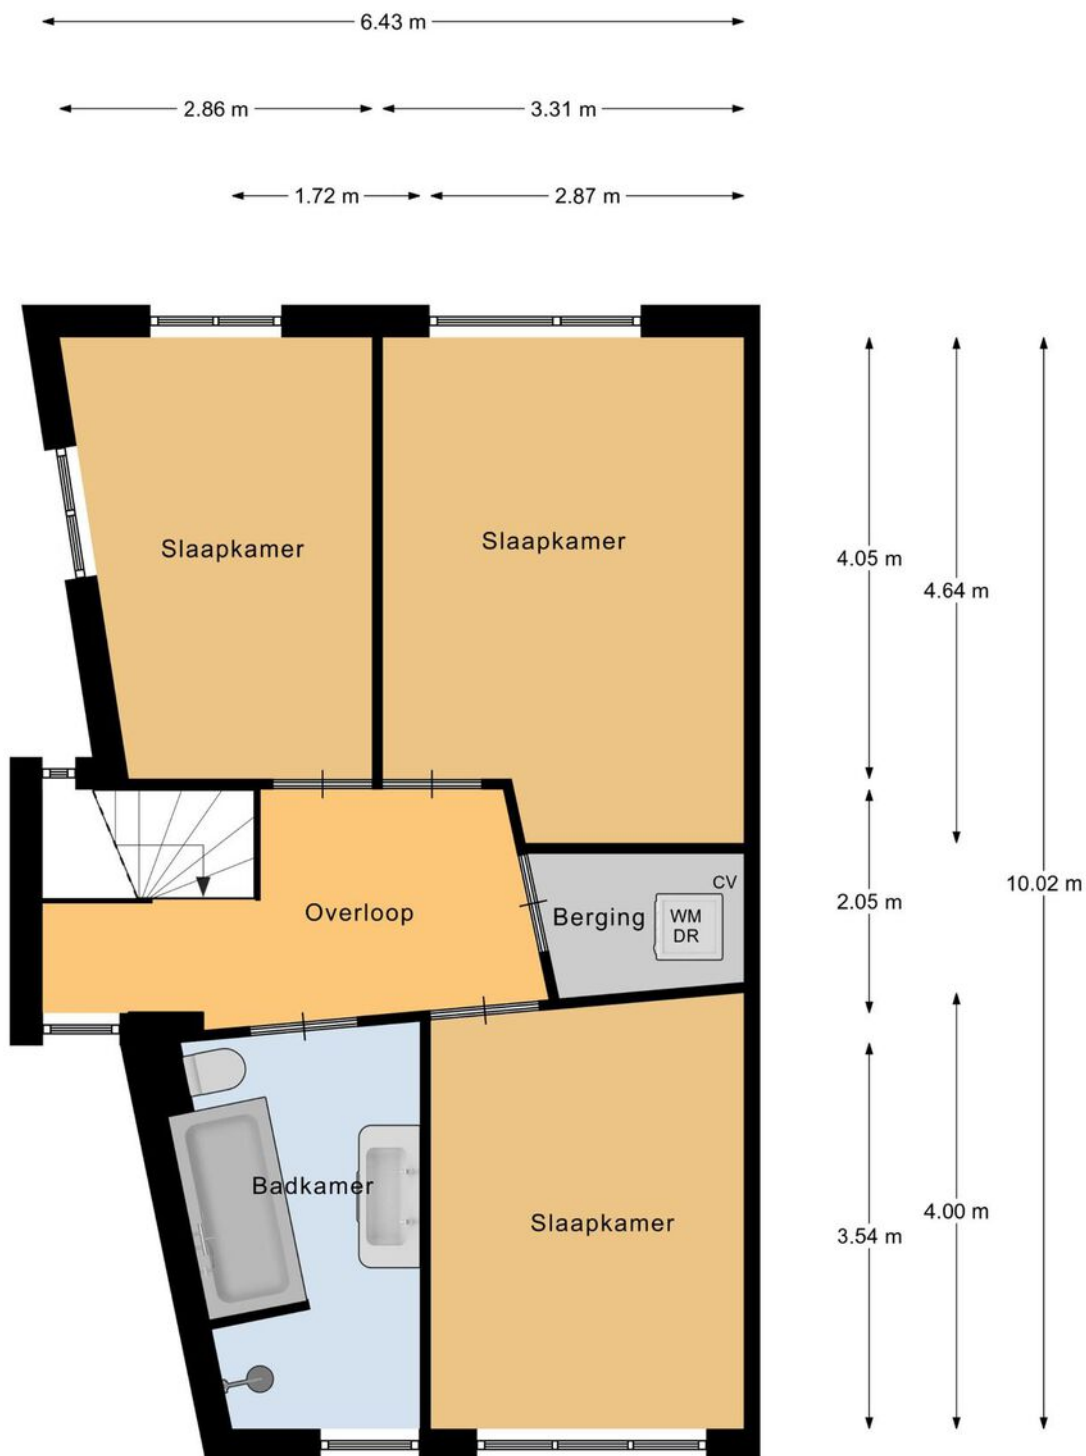 6.43 m
2.86 m
3.31 m
1.72 m
2.87 m
Slaapkamer
Slaapkamer
4.05 m
4.64 m
CV
10.02 m
2.05 m
Overloop
Berging
WM
DR
Badkamer
Slaapkamer
4.00 m
3.54 m